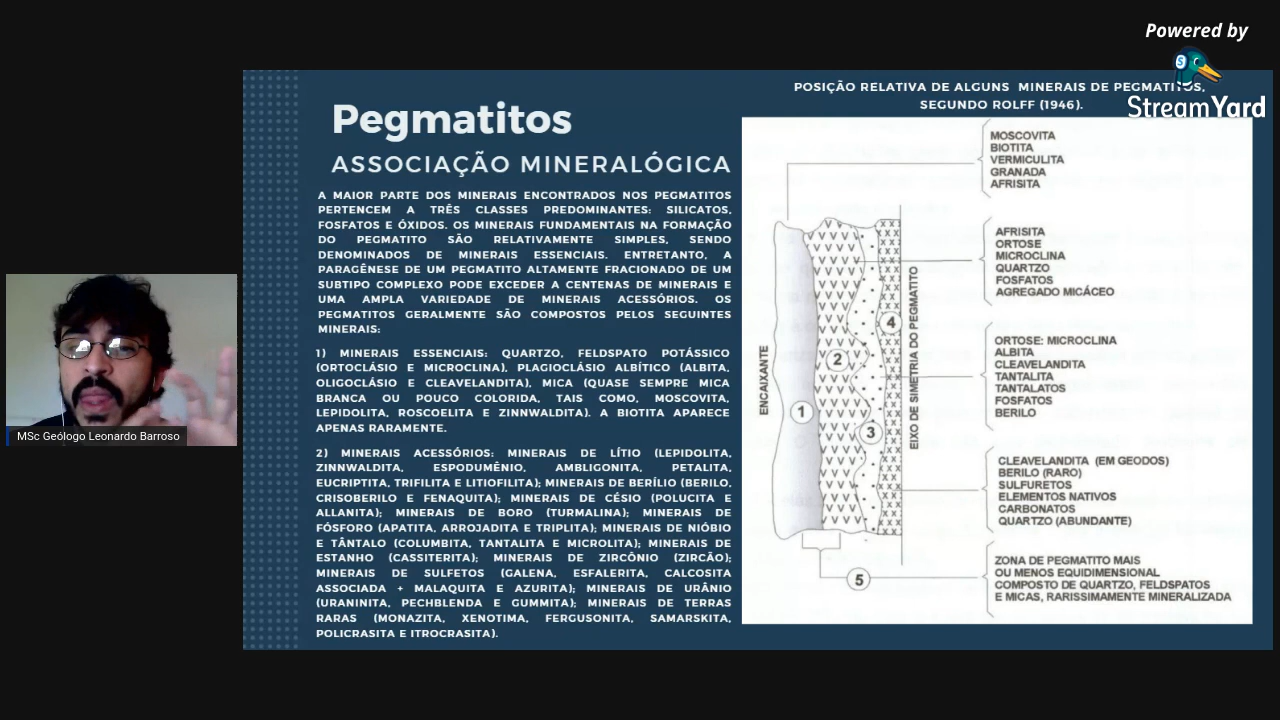 Powered by
StreamYard
Pegmatitos
ASSOCIAÇÃO MINERALÓGICA
A MAIOR PARTE DOS MINERAIS ENCONTRADOS NOS PEGMATITOS
PERTENCEM A TRÊS CLASSES PREDOMINANTES: SILICATOS,
FOSFATOS E ÓXIDOS. OS MINERAIS FUNDAMENTAIS NA FORMAÇÃO
DO PEGMATITO SÃO RELATIVAMENTE SIMPLES, SENDO
DENOMINADOS DE MINERAIS ESSENCIAIS. ENTRETANTO, A
PARAGÊNESE DE UM PEGMATITO ALTAMENTE FRACIONADO DE UM
SUBTIPO COMPLEXO PODE EXCEDER A CENTENAS DE MINERAIS E
UMA AMPLA VARIEDADE DE MINERAIS ACESSÓRIOS. OS
PEGMATITOS GERALMENTE SÃO COMPOSTOS PELOS SEGUINTES
MINERAIS:
1) MINERAIS ESSENCIAIS: QUARTZO, FELDSPATO POTÁSSICO
(ORTOCLÁSIO E MICROCLINA), PLAGIOCLÁSIO ALBÍTICO (ALBITA,
OLIGOCLÁSIO E CLEAVELANDITA), MICA (QUASE SEMPRE MICA
BRANCA OU POUCO COLORIDA, TAIS COMO, MOSCOVITA,
LEPIDOLITA, ROSCOELITA E ZINNWALDITA). A BIOTITA APARECE
APENAS RARAMENTE.
2) MINERAIS ACESSÓRIOS: MINERAIS DE LÍTIO (LEPIDOLITA,
ZINNWALDITA, ESPODUMÊNIO, AMBLIGONITA, PETALITA,
EUCRIPTITA, TRIFILITA E LITIOFILITA); MINERAIS DE BERÍLIO (BERILO,
CRISOBERILO E FENAQUITA); MINERAIS DE CÉSIO (POLUCITA E
ALLANITA); MINERAIS DE BORO (TURMALINA); MINERAIS DE
FÓSFORO (APATITA, ARROJADITA E TRIPLITA); MINERAIS DE NIÓBIO
E TÂNTALO (COLUMBITA, TANTALITA E MICROLITA); MINERAIS DE
ESTANHO (CASSITERITA); MINERAIS DE ZIRCÔNIO (ZIRCÃO);
MINERAIS DE SULFETOS (GALENA, ESFALERITA, CALCOSITA
ASSOCIADA + MALAQUITA E AZURITA); MINERAIS DE URÂNIO
(URANINITA, PECHBLENDA E GUMMITA); MINERAIS DE TERRAS
RARAS (MONAZITA, XENOTIMA, FERGUSONITA, SAMARSKITA,
POLICRASITA E ITROCRASITA).
POSIÇÃO RELATIVA DE ALGUNS MINERAIS DE PEGMATITOS,
SEGUNDO ROLFF (1946).
MOSCOVITA
BIOTITA
VERMICULITA
GRANADA
AFRISITA
AFRISITA
ORTOSE
MICROCLINA
QUARTZO
FOSFATOS
AGREGADO MICÁCEO
ORTOSE: MICROCLINA
ALBITA
CLEAVELANDITA
TANTALITA
TANTALATOS
FOSFATOS
BERILO
CLEAVELANDITA (EM GEODOS)
BERILO (RARO)
SULFURETOS
ELEMENTOS NATIVOS
CARBONATOS
QUARTZO (ABUNDANTE)
ZONA DE PEGMATITO MAIS
OU MENOS EQUIDIMENSIONAL
COMPOSTO DE QUARTZO, FELDSPATOS
E MICAS, RARISSIMAMENTE MINERALIZADA
ENCAIXANTE
EIXO DE SIMETRIA DO PEGMATITO
1
2
3
4
5
MSc Geólogo Leonardo Barroso